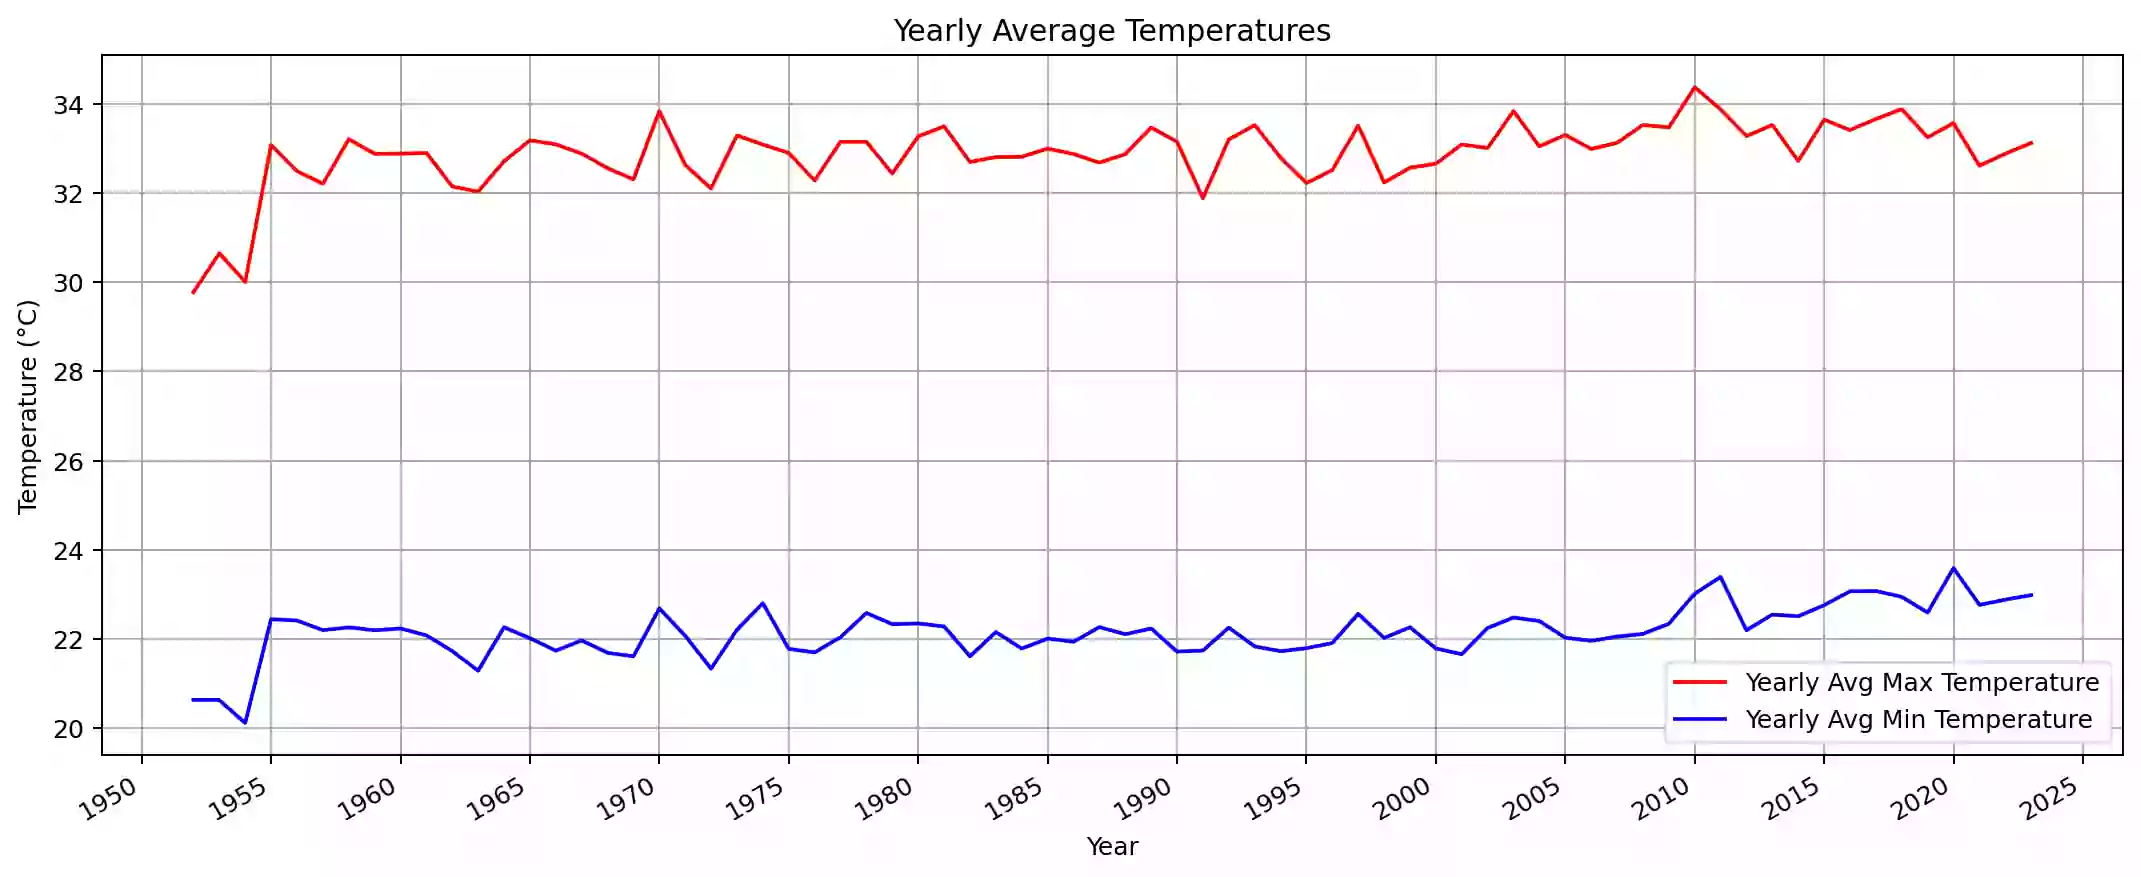 Yearly Average Temperatures
34
32
30
28
26
24
22
20
Temperature (°C)
1950 1955 1960 1965 1970 1975 1980 1985 1990 1995 2000 2005 2010 2015 2020 2025
Year
Yearly Avg Max Temperature
Yearly Avg Min Temperature